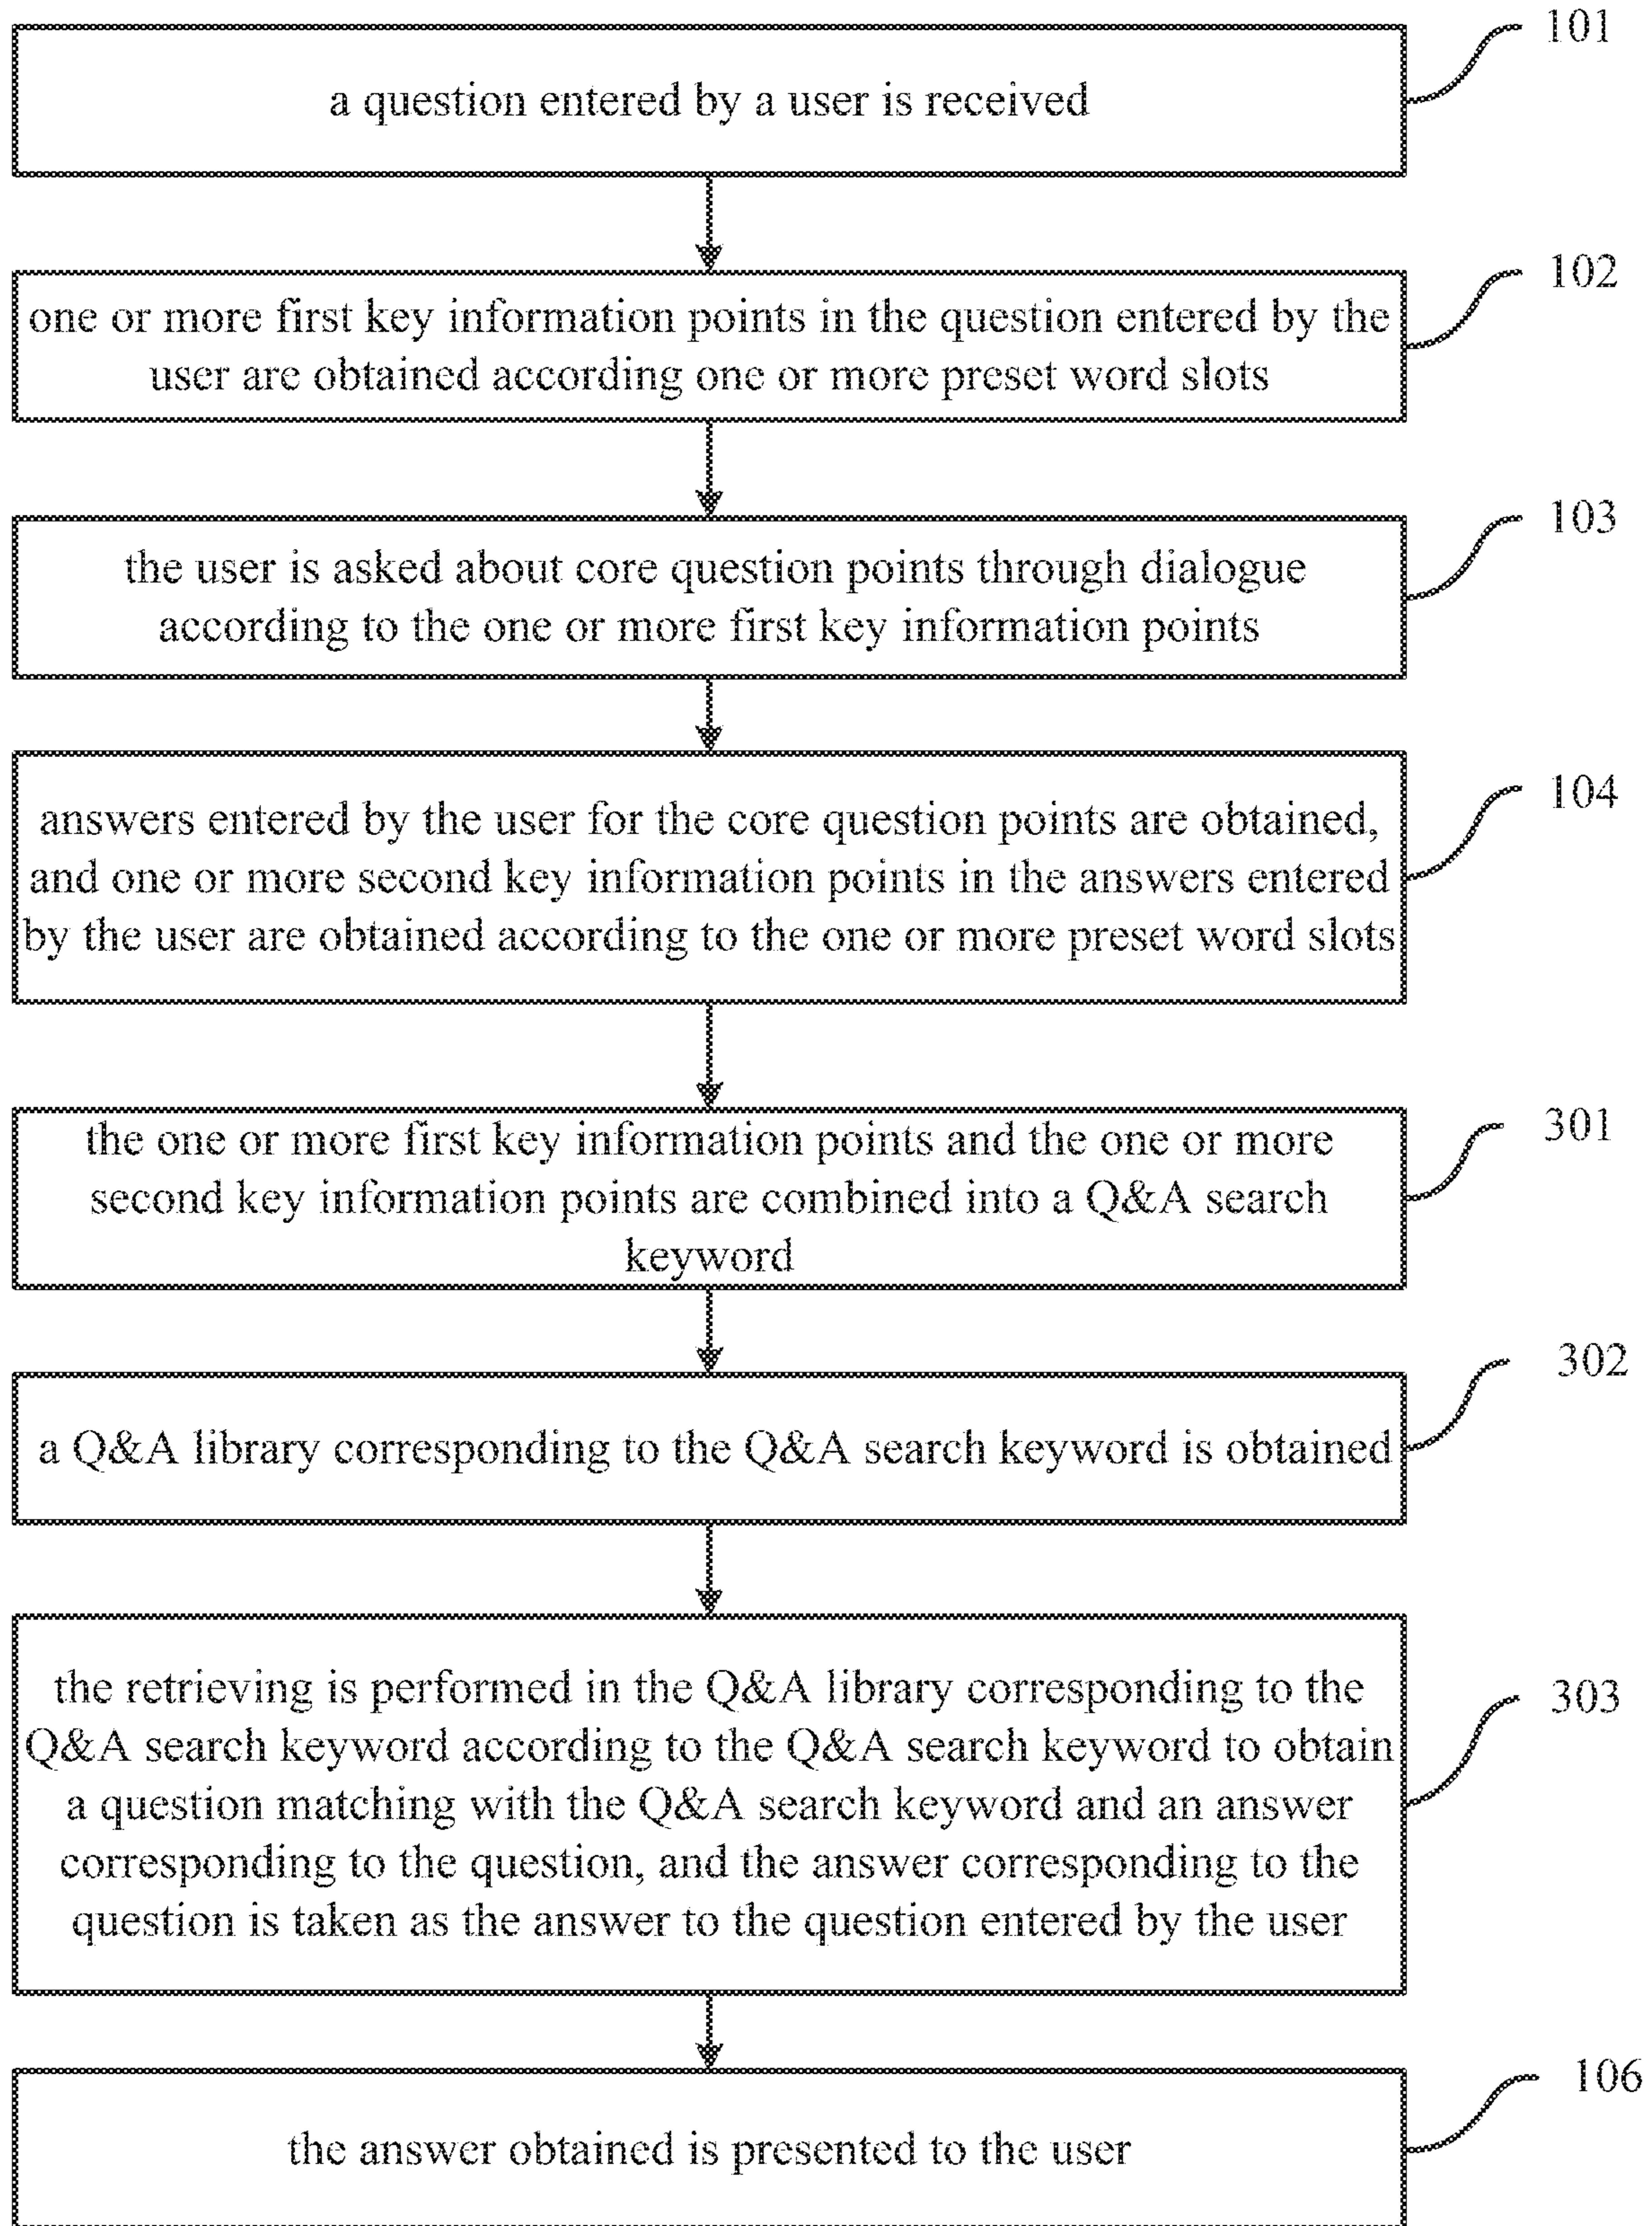 101
a question entered by a user is received
102
one or more first key information points in the question entered by the
user are obtained according one or more preset word slots
103
the user is asked about core question points through dialogue
according to the one or more first key information points
104
answers entered by the user for the core question points are obtained,
and one or more second key information points in the answers entered
by the user are obtained according to the one or more preset word slots
301
the one or more first key information points and the one or more
second key information points are combined into a Q&A search
keyword
302
a Q&A library corresponding to the Q&A search keyword is obtained
303
the retrieving is performed in the Q&A library corresponding to the
Q&A search keyword according to the Q&A search keyword to obtain
a question matching with the Q&A search keyword and an answer
corresponding to the question, and the answer corresponding to the
question is taken as the answer to the question entered by the user
106
the answer obtained is presented to the user